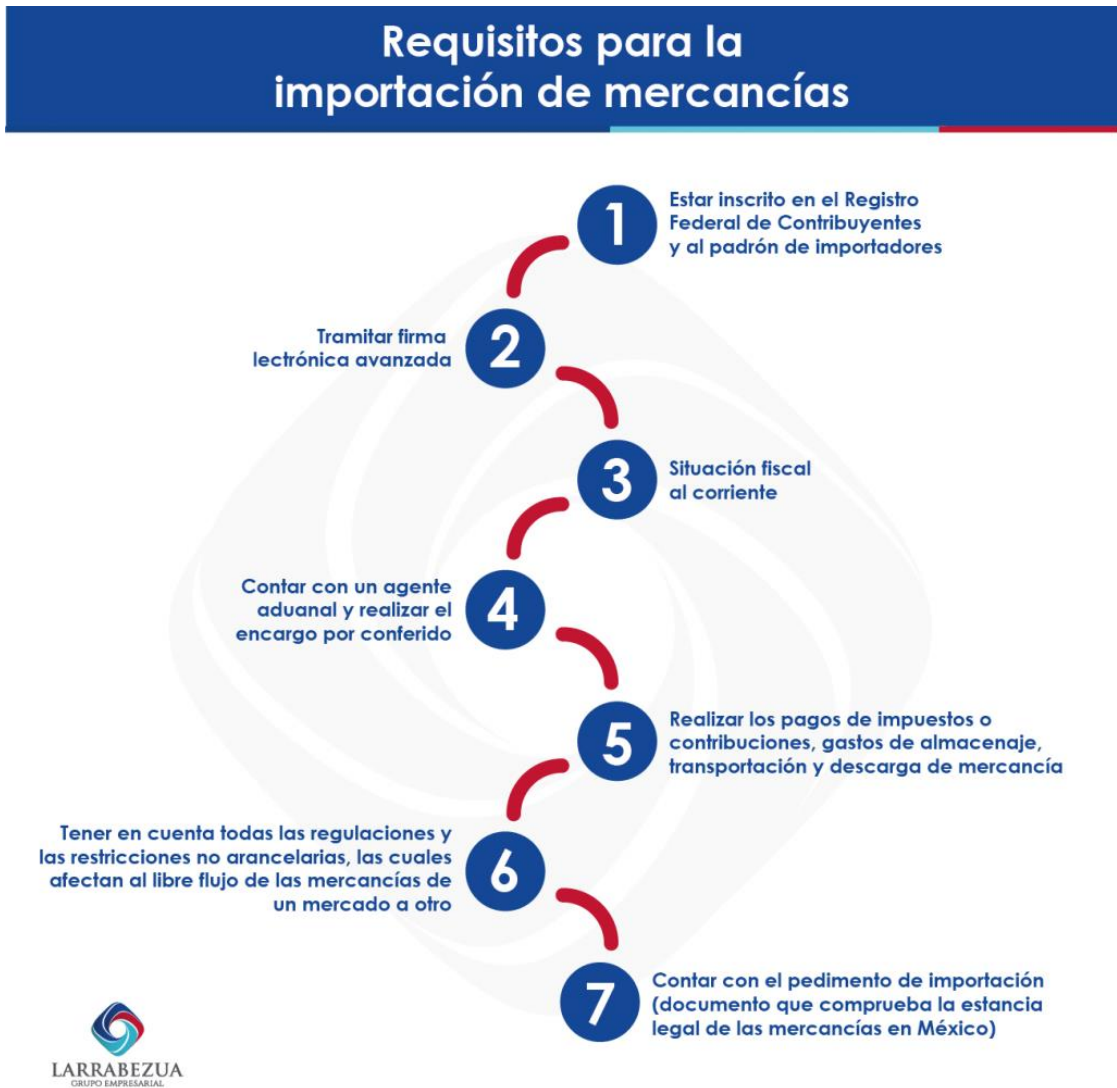 Requisitos para la
importación de mercancías
1
Estar inscrito en el Registro
Federal de Contribuyentes
y al padrón de importadores
2
Tramitar firma
lectrónica avanzada
3
Situación fiscal
al corriente
4
Contar con un agente
aduanal y realizar el
encargo por conferido
5
Realizar los pagos de impuestos o
contribuciones, gastos de almacenaje,
transportación y descarga de mercancía
6
Tener en cuenta todas las regulaciones y
las restricciones no arancelarias, las cuales
afectan al libre flujo de las mercancías de
un mercado a otro
7
Contar con el pedimento de importación
(documento que comprueba la estancia
legal de las mercancías en México)
LARRABEZUA
GRUPO EMPRESARIAL